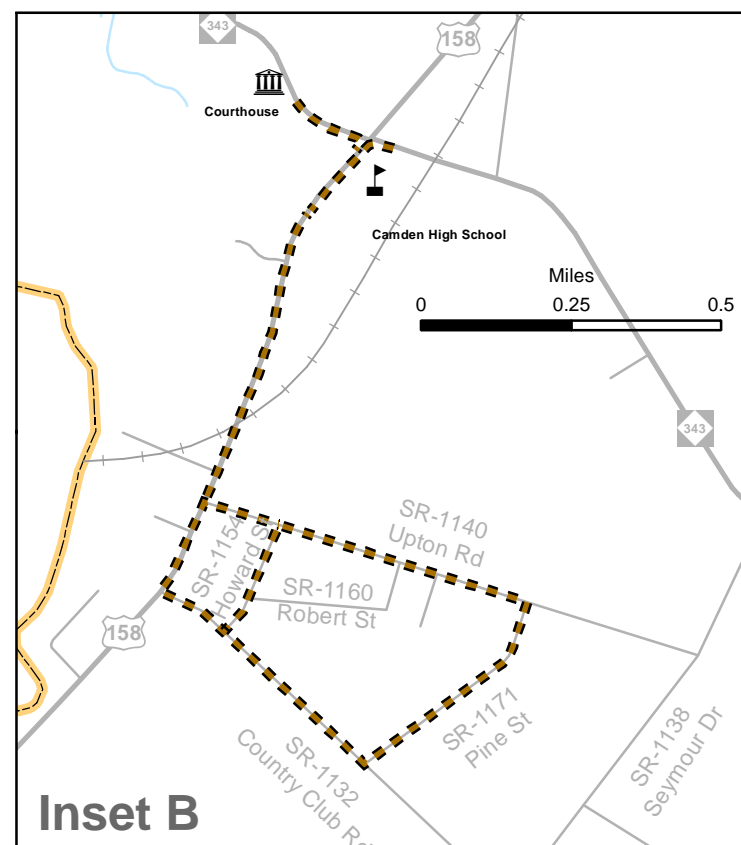 343
158
Courthouse
Camden High School
Miles
0 0.25 0.5
343
SR-1140
Upton Rd
SR-1154
Howard St
SR-1160
Robert St
158
SR-1171
Pine St
SR-1138
Seymour Dr
SR-1132
Country Club Rd
Inset B